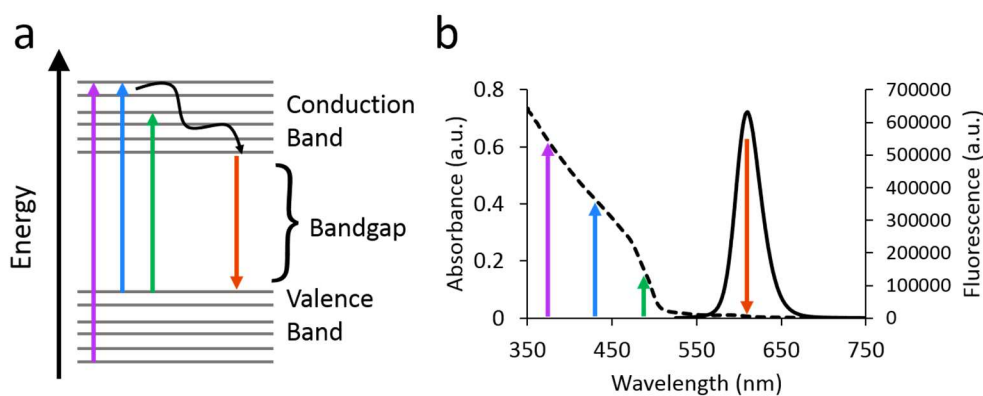 a
Energy
Conduction
Band
Bandgap
Valence
Band
b
Absorbance (a.u.)
0.8
0.6
0.4
0.2
0
700000
600000
500000
400000
300000
200000
100000
0
Fluorescence (a.u.)
350
450
550
650
750
Wavelength (nm)